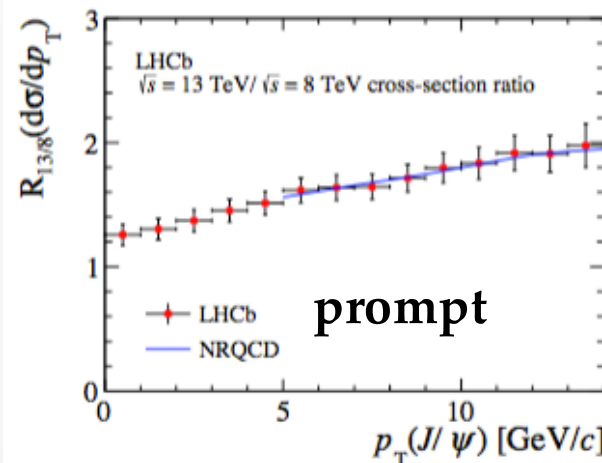 LHCb
√s = 13 TeV/ √s = 8 TeV cross-section ratio
R13/8(dσ/dpT)
3
2
1
0
LHCb
NRQCD
prompt
0 5 10
pT(J/ ψ) [GeV/c]